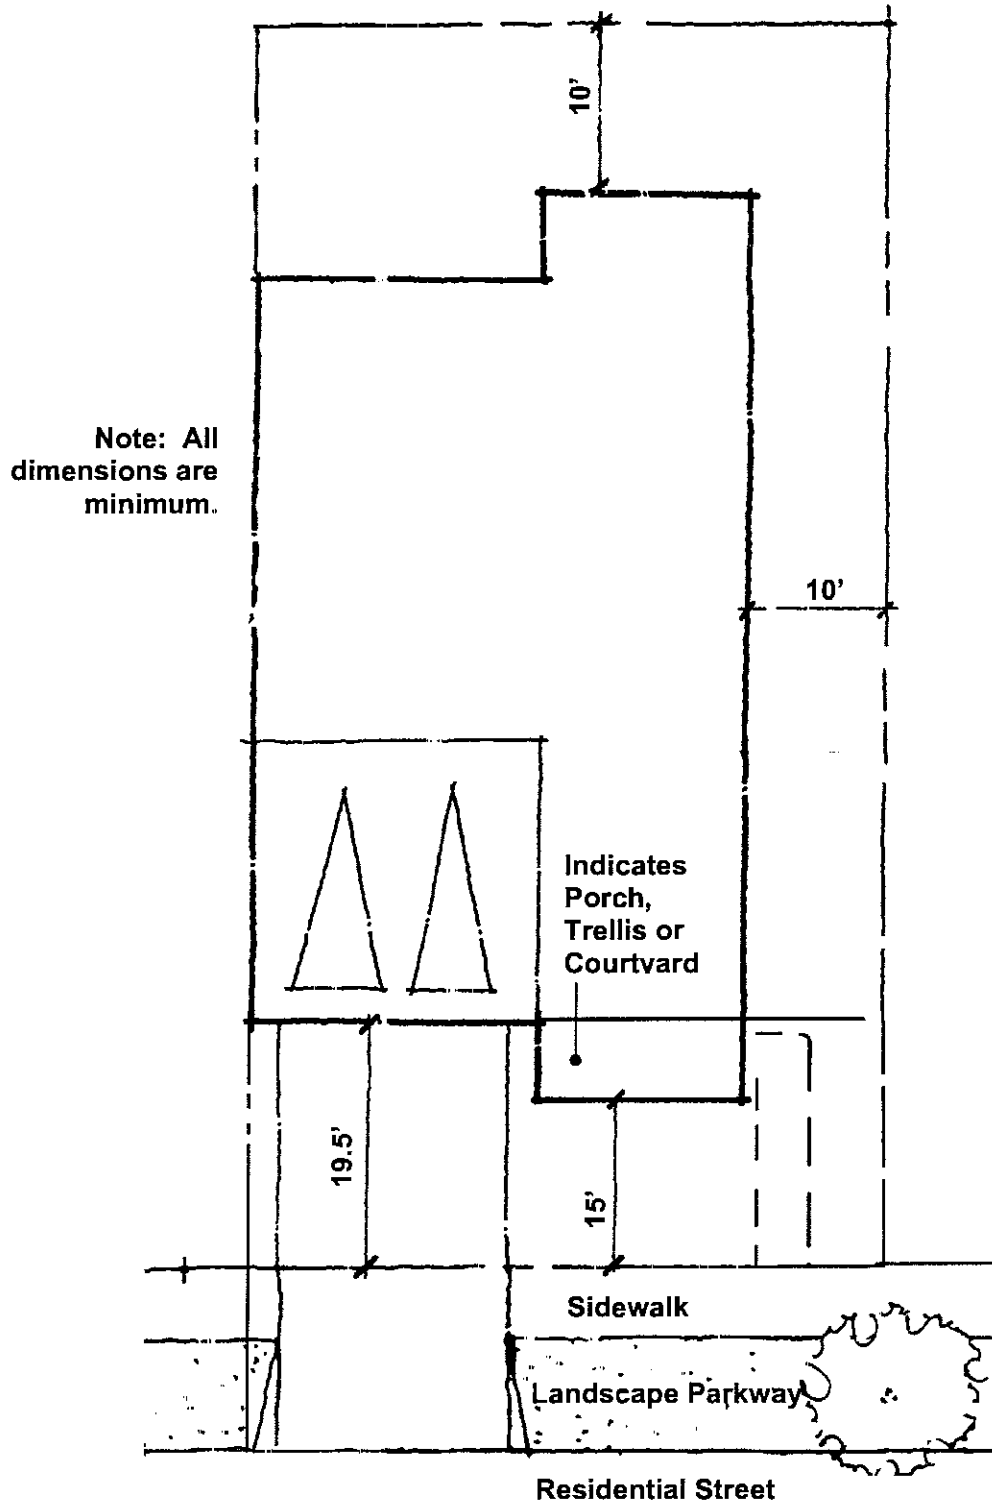 10'
Note: All
dimensions are
minimum.
10'
Indicates
Porch,
Trellis or
Courtvard
19.5'
15'
Sidewalk
Landscape Parkway
Residential Street